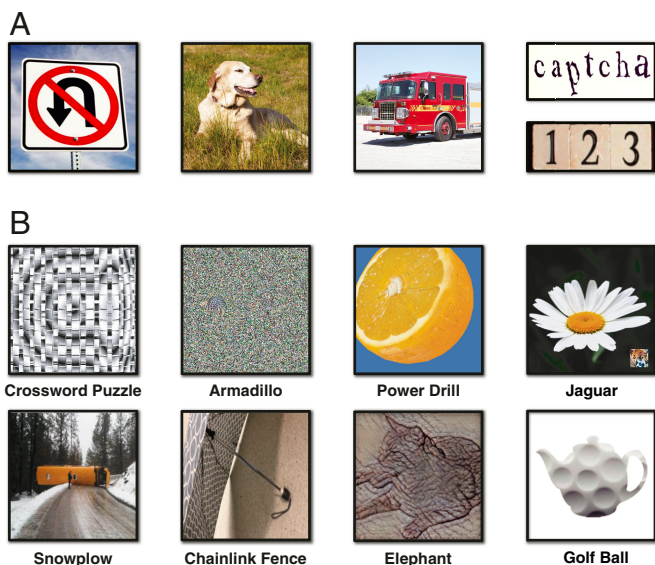 A
captcha
1 2 3
B
Crossword Puzzle
Armadillo
Power Drill
Jaguar
Snowplow
Chainlink Fence
Elephant
Golf Ball